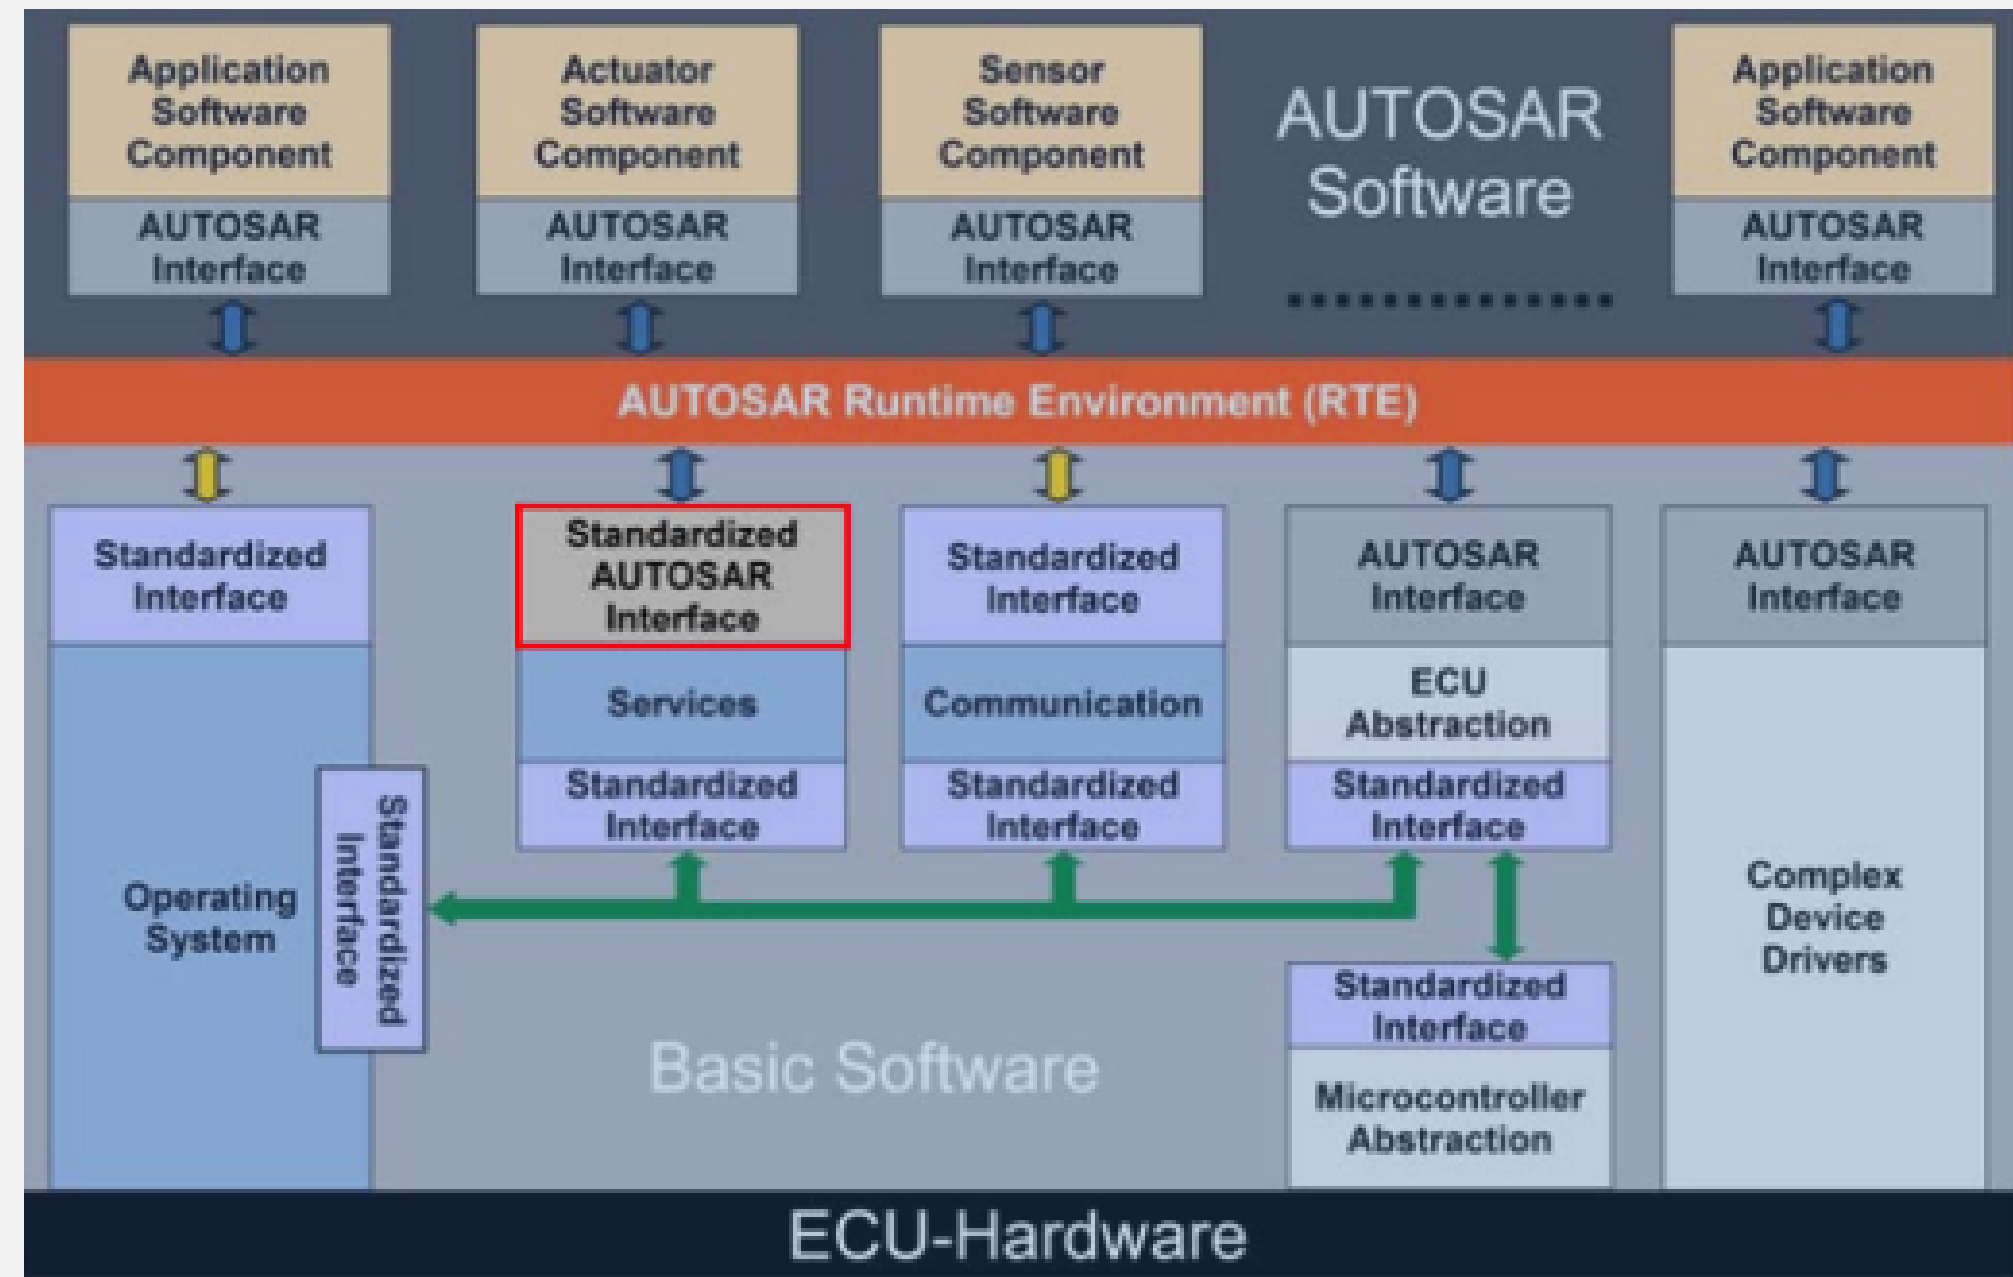 Application
Software
Component
AUTOSAR
Interface
Actuator
Software
Component
AUTOSAR
Interface
Sensor
Software
Component
AUTOSAR
Interface
AUTOSAR
Software
Application
Software
Component
AUTOSAR
Interface
AUTOSAR Runtime Environment (RTE)
Standardized
Interface
Operating
System
Standardized
Interface
Standardized
AUTOSAR
Interface
Services
Standardized
Interface
Standardized
Interface
Communication
Standardized
Interface
AUTOSAR
Interface
ECU
Abstraction
Standardized
Interface
Standardized
Interface
Microcontroller
Abstraction
AUTOSAR
Interface
Complex
Device
Drivers
Basic Software
ECU-Hardware